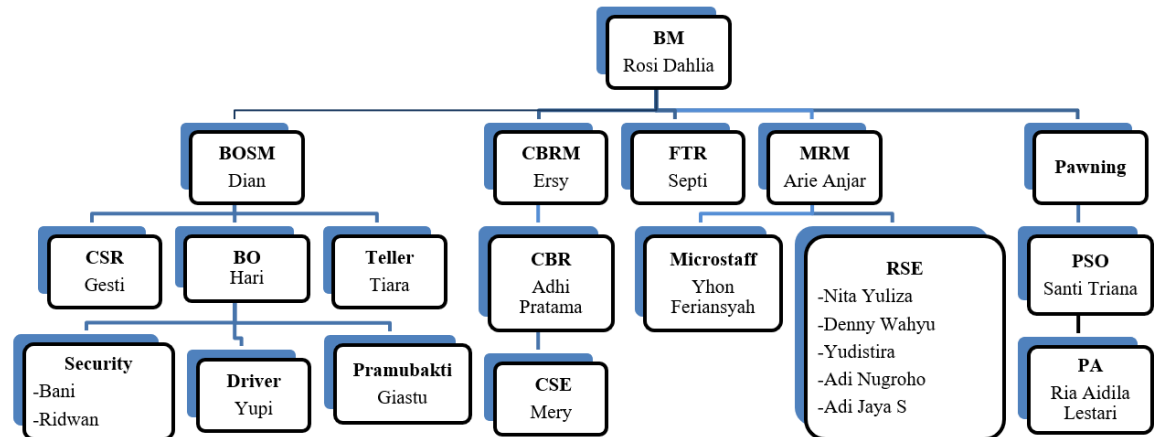 BM
Rosi Dahlia
BOSM
Dian
CBRM
Ersy
FTR
Septi
MRM
Arie Anjar
Pawning
CSR
Gesti
BO
Hari
Teller
Tiara
CBR
Adhi
Pratama
Microstaff
Yhon
Feriansyah
RSE
-Nita Yuliza
-Denny Wahyu
-Yudistira
-Adi Nugroho
-Adi Jaya S
PSO
Santi Triana
Security
-Bani
-Ridwan
Driver
Yupi
Pramubakti
Giastu
CSE
Mery
PA
Ria Aidila
Lestari